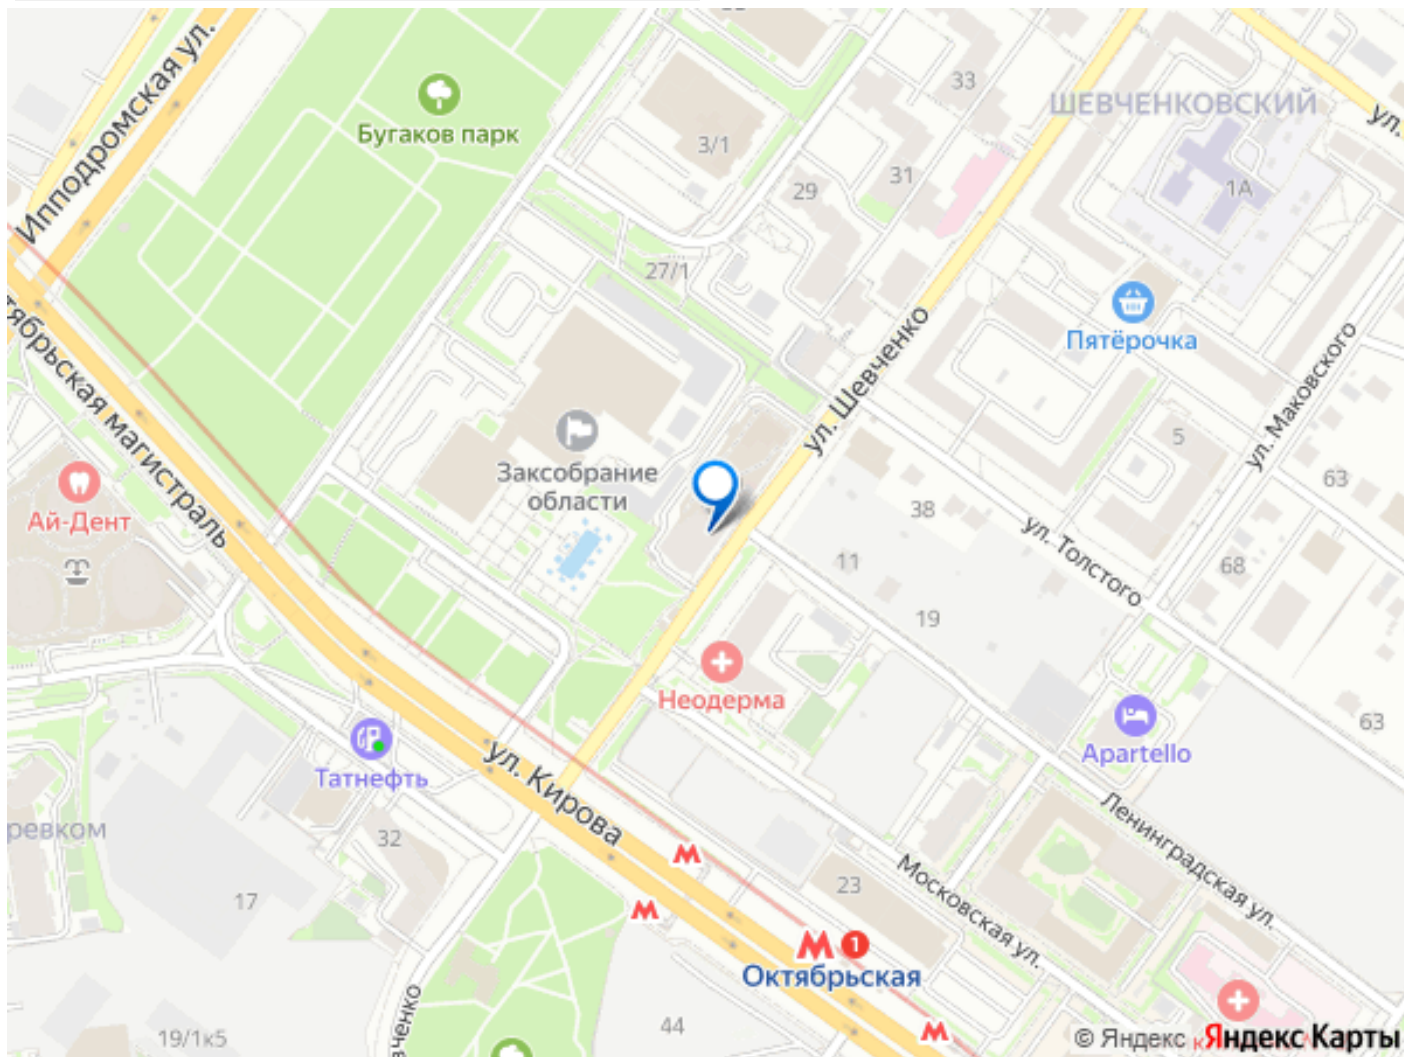 Ипподромская ул.
Бугаков парк
3/1
33
ШЕВЧЕНКОВСКИЙ
ул.
1А
31
29
27/1
Пятёрочка
ул. Шевченко
ул. Маковского
тябрьская магистраль
Заксобрание
области
Ай-Дент
5
63
38
ул. Толстого
11
68
19
Неодерма
63
Apartello
Татнефть
ул. Кирова
Ленинградская ул.
ревком
32
23
Московская ул.
17
1
Октябрьская
вченко
44
19/1к5
© Яндекс
Яндекс Карты